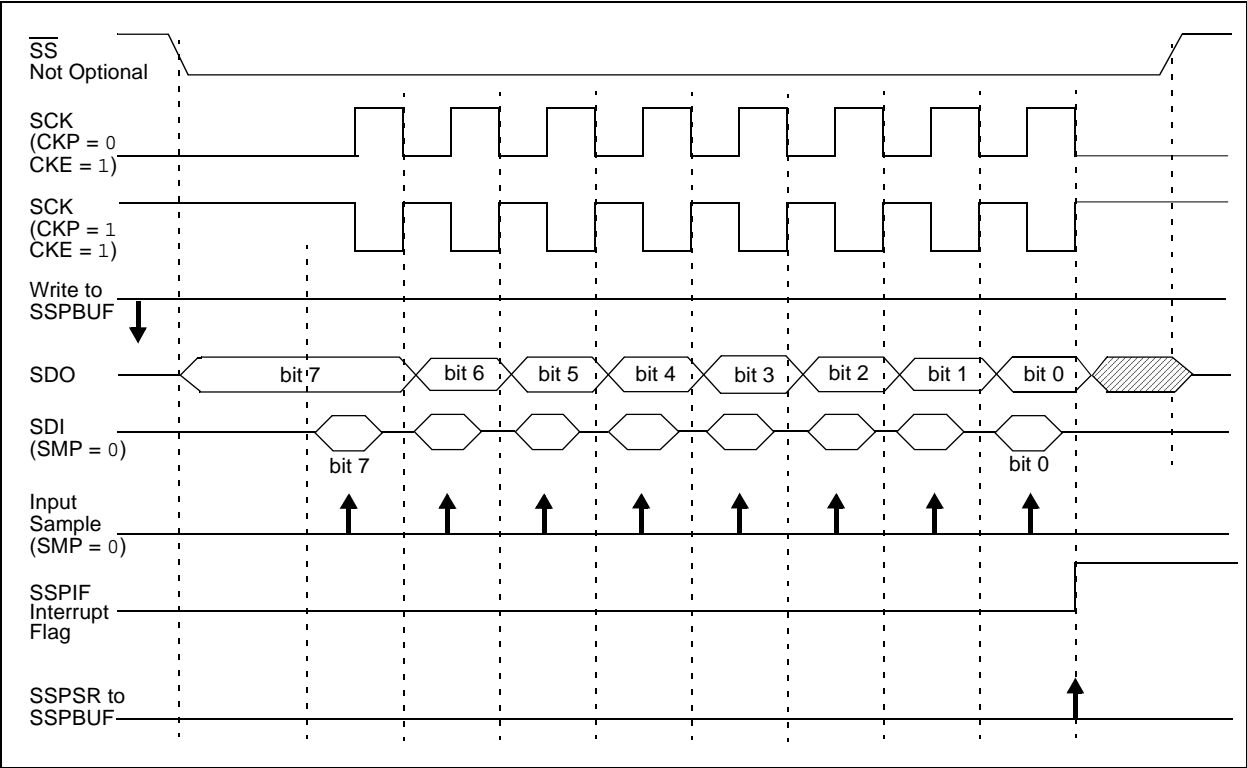 SS
Not Optional
SCK
(CKP = 0
CKE = 1)
SCK
(CKP = 1
CKE = 1)
Write to
SSPBUF
SDO
bit 7
bit 6
bit 5
bit 4
bit 3
bit 2
bit 1
bit 0
SDI
(SMP = 0)
bit 7
bit 0
Input
Sample
(SMP = 0)
SSPIF
Interrupt
Flag
SSPSR to
SSPBUF